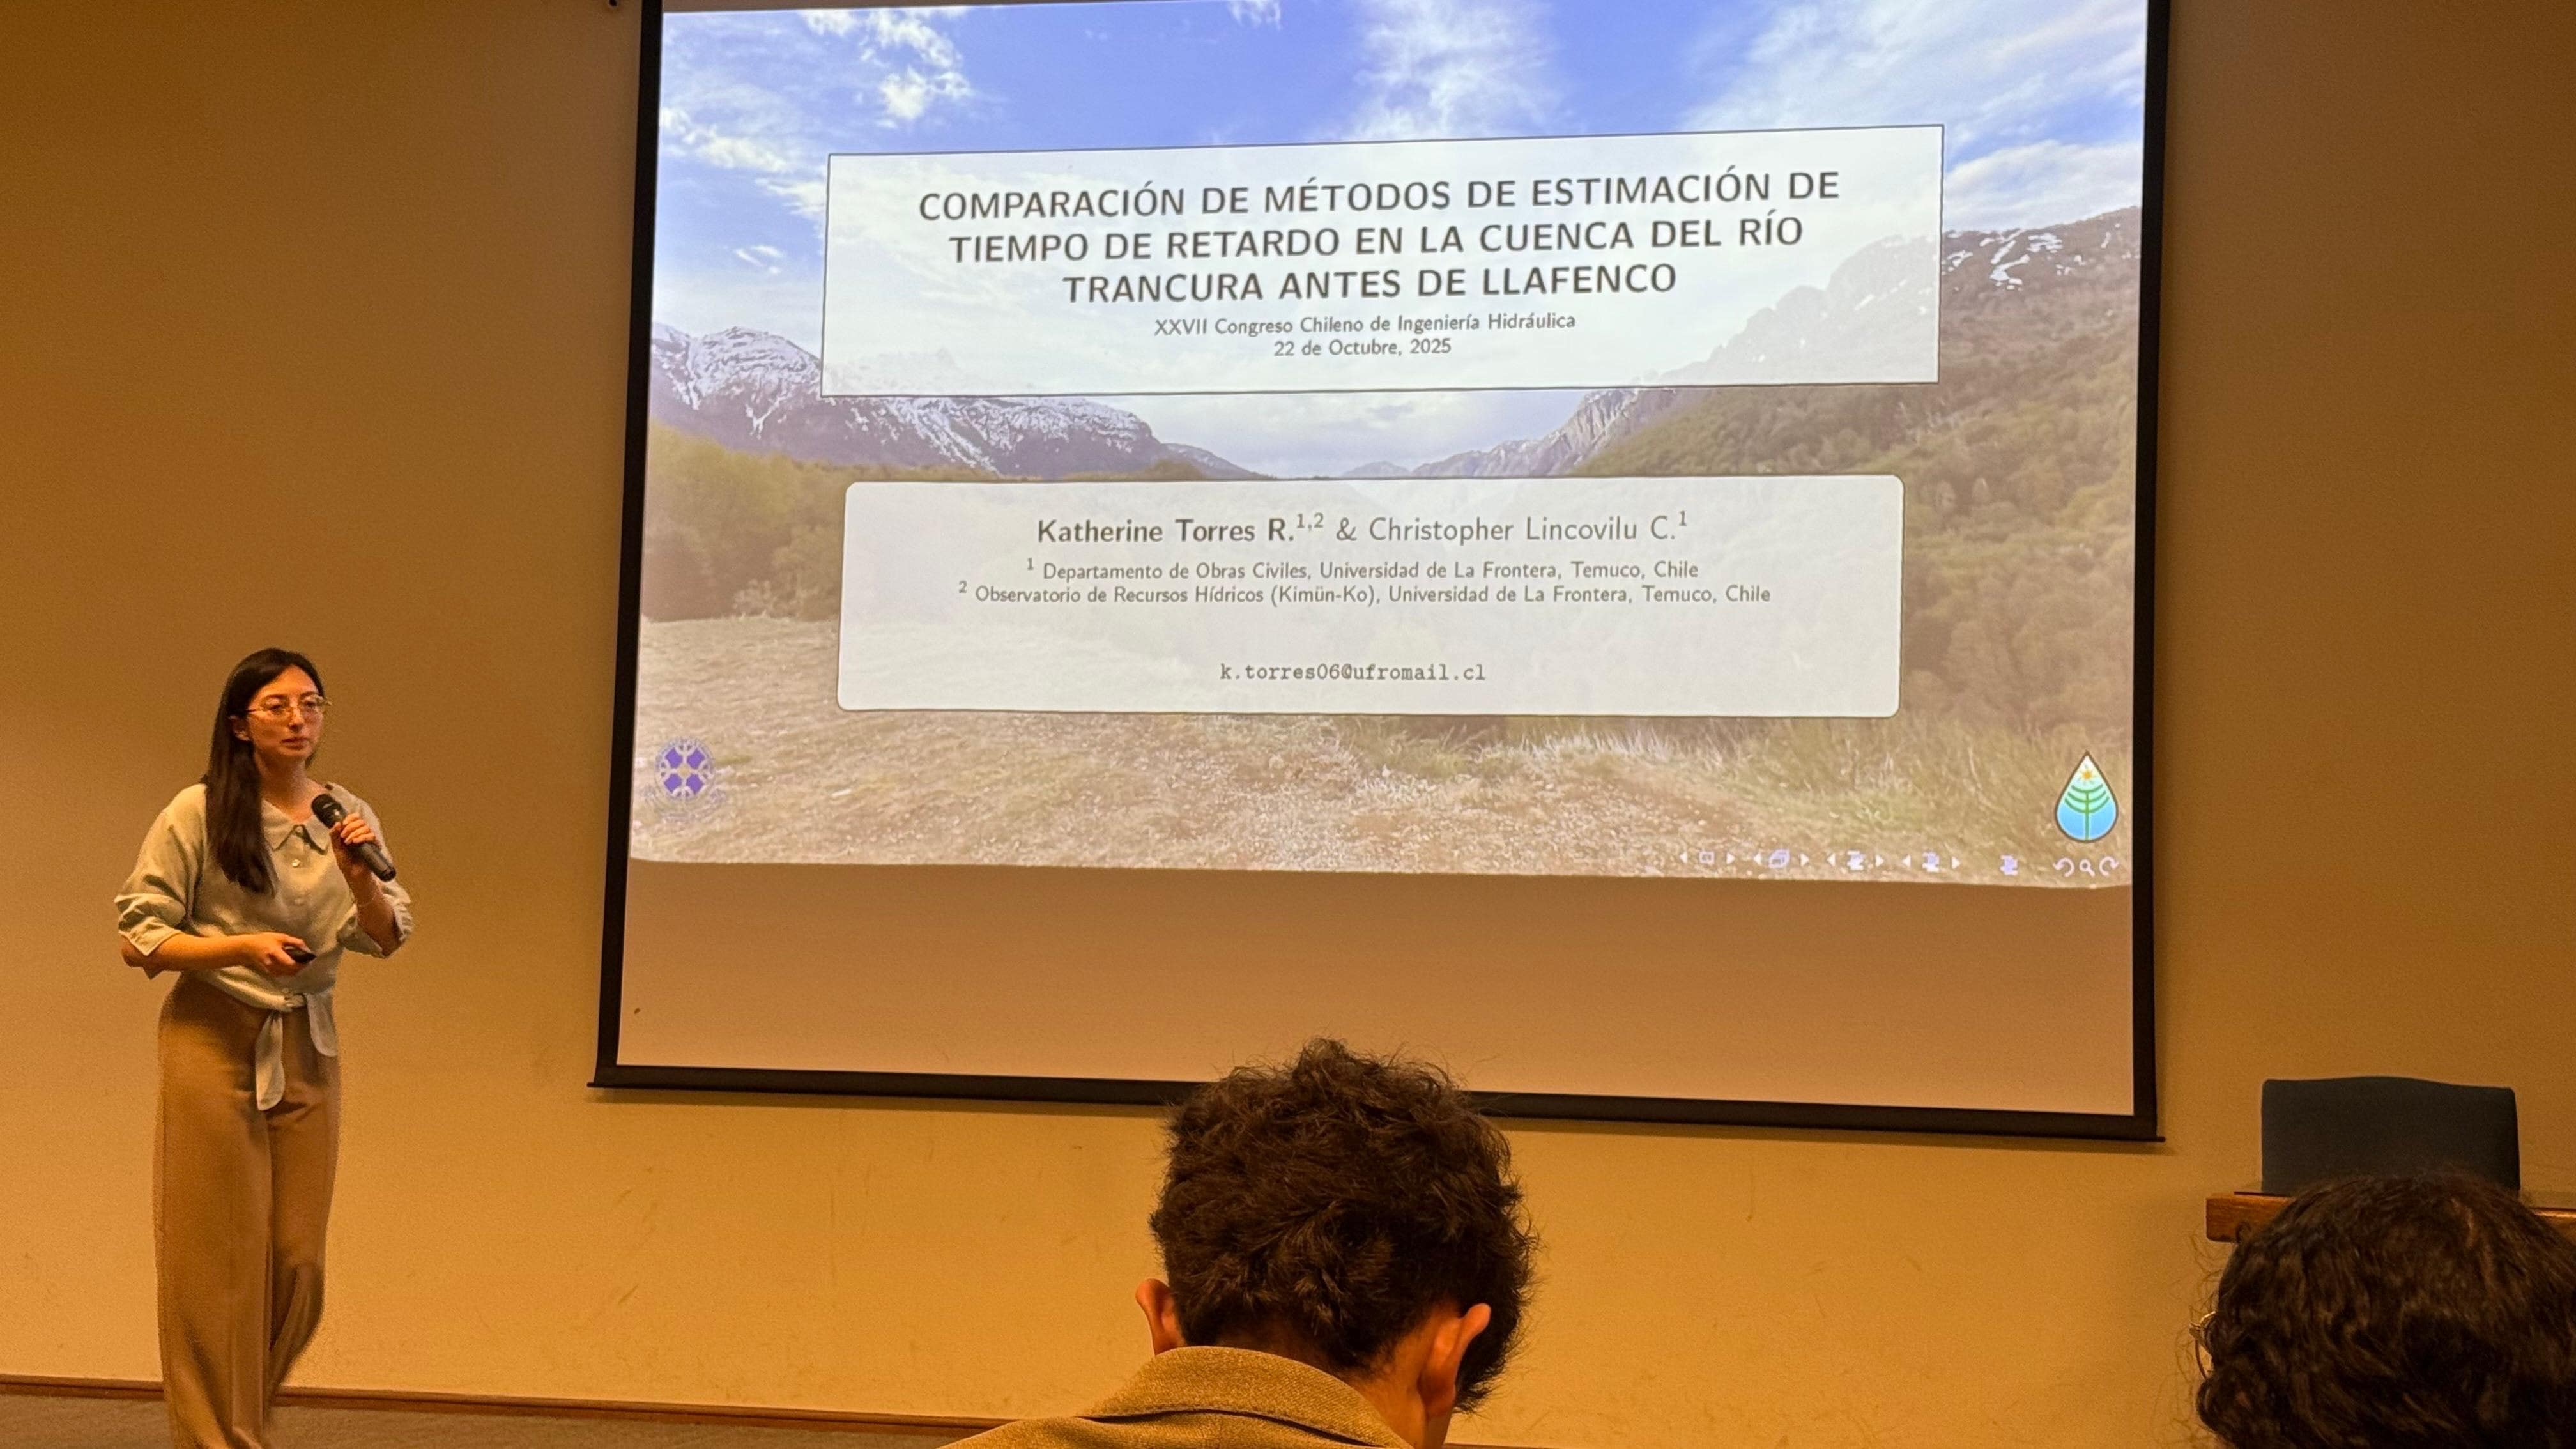 COMPARACIÓN DE MÉTODOS DE ESTIMACIÓN DE
TIEMPO DE RETARDO EN LA CUENCA DEL RÍO
TRANCURA ANTES DE LLAFENCO
XXVII Congreso Chileno de Ingeniería Hidráulica
22 de Octubre, 2025
Katherine Torres R.1,2 & Christopher Lincovilu C.1
1 Departamento de Obras Civiles, Universidad de La Frontera, Temuco, Chile
2 Observatorio de Recursos Hídricos (Kimün-Ko), Universidad de La Frontera, Temuco, Chile
k.torres06@ufromail.cl